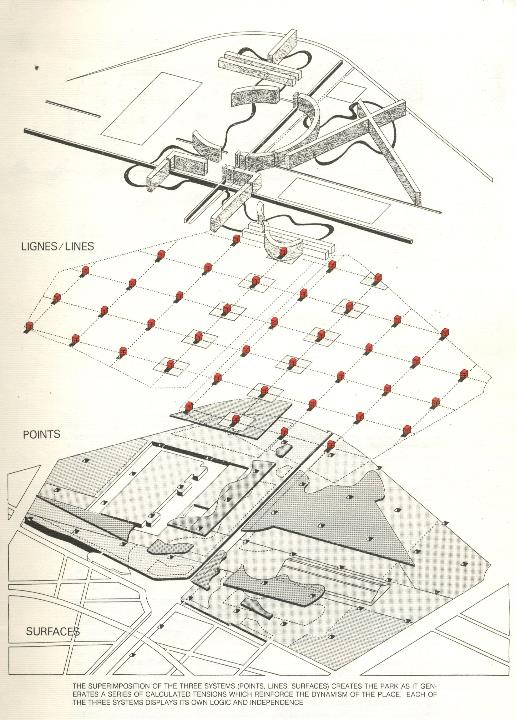 LIGNES/LINES
POINTS
SURFACES
THE SUPERIMPOSITION OF THE THREE SYSTEMS (POINTS, LINES, SURFACES) CREATES THE PARK AS IT GEN-
ERATES A SERIES OF CALCULATED TENSIONS WHICH REINFORCE THE DYNAMISM OF THE PLACE. EACH OF
THE THREE SYSTEMS DISPLAYS ITS OWN LOGIC AND INDEPENDENCE